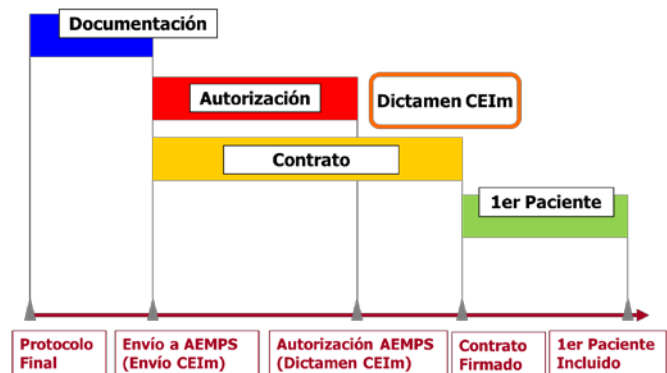 Documentación
Autorización
Dictamen CEIm
Contrato
1er Paciente
Protocolo
Final
Envío a AEMPS
(Envío CEIm)
Autorización AEMPS
(Dictamen CEIm)
Contrato
Firmado
1er Paciente
Incluido